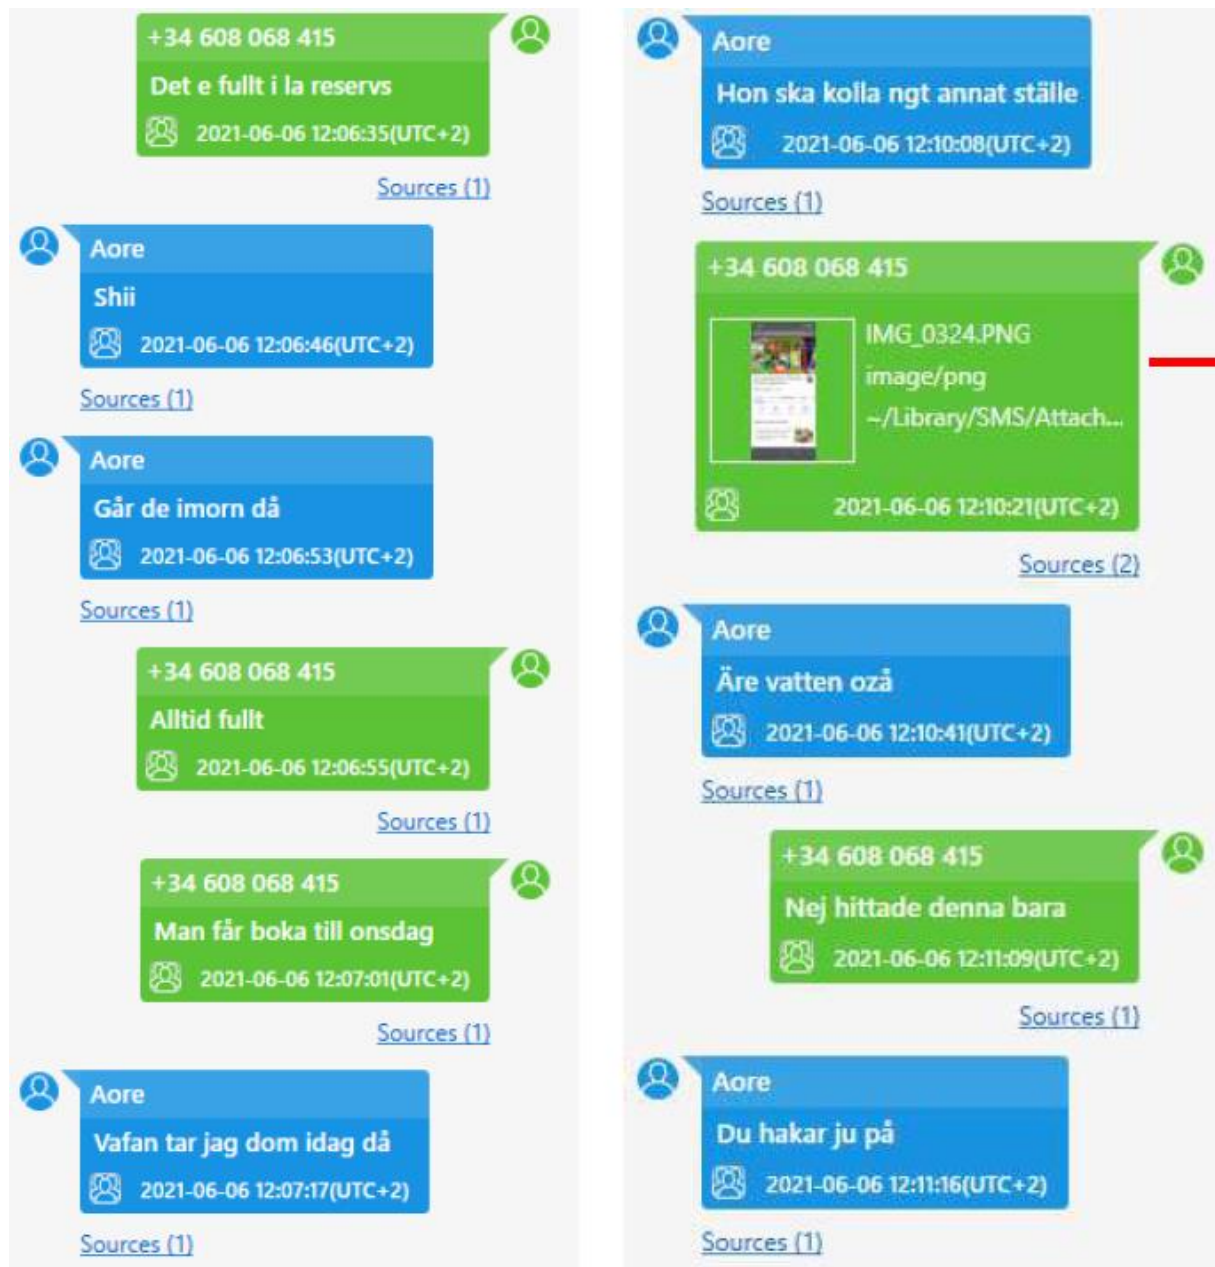 +34 608 068 415
Det e fullt i la reservs
2021-06-06 12:06:35(UTC+2)
Sources (1)
Aore
Shii
2021-06-06 12:06:46(UTC+2)
Sources (1)
Aore
Går de imorn då
2021-06-06 12:06:53(UTC+2)
Sources (1)
+34 608 068 415
Alltid fullt
2021-06-06 12:06:55(UTC+2)
Sources (1)
+34 608 068 415
Man får boka till onsdag
2021-06-06 12:07:01(UTC+2)
Sources (1)
Aore
Vafan tar jag dom idag då
2021-06-06 12:07:17(UTC+2)
Sources (1)
Aore
Hon ska kolla ngt annat ställe
2021-06-06 12:10:08(UTC+2)
Sources (1)
+34 608 068 415
IMG_0324.PNG
image/png
~/Library/SMS/Attach...
2021-06-06 12:10:21(UTC+2)
Sources (2)
Aore
Äre vatten ozå
2021-06-06 12:10:41(UTC+2)
Sources (1)
+34 608 068 415
Nej hittade denna bara
2021-06-06 12:11:09(UTC+2)
Sources (1)
Aore
Du hakar ju på
2021-06-06 12:11:16(UTC+2)
Sources (1)